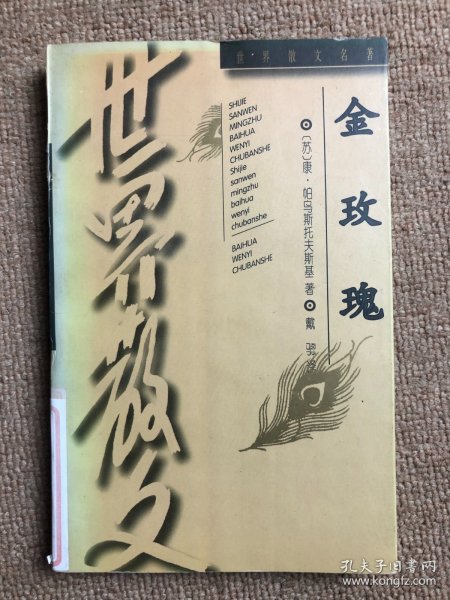 世界散文名著
金玫瑰
〔苏〕康·帕乌斯托夫斯基 著
戴 骢 译
SHIJIE
SANWEN
MINGZHU
BAIHUA
WENYI
CHUBANSHE
Shijie
sanwen
mingzhu
baihua
wenyi
chubanshe
BAIHUA
WENYI
CHUBANSHE
世界散文
孔夫子旧书网
www.kongfz.com